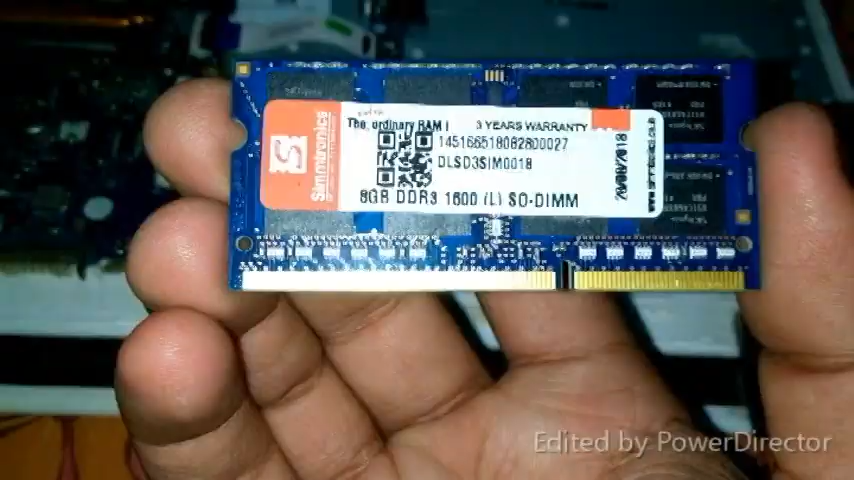 Simmtronics
The ordinary RAM !
3 YEARS WARRANTY
145166518082800027
DLSD3SIM0018
8GB DDR3 1600 (L) SO-DIMM
20/08/2018
Edited by PowerDirector